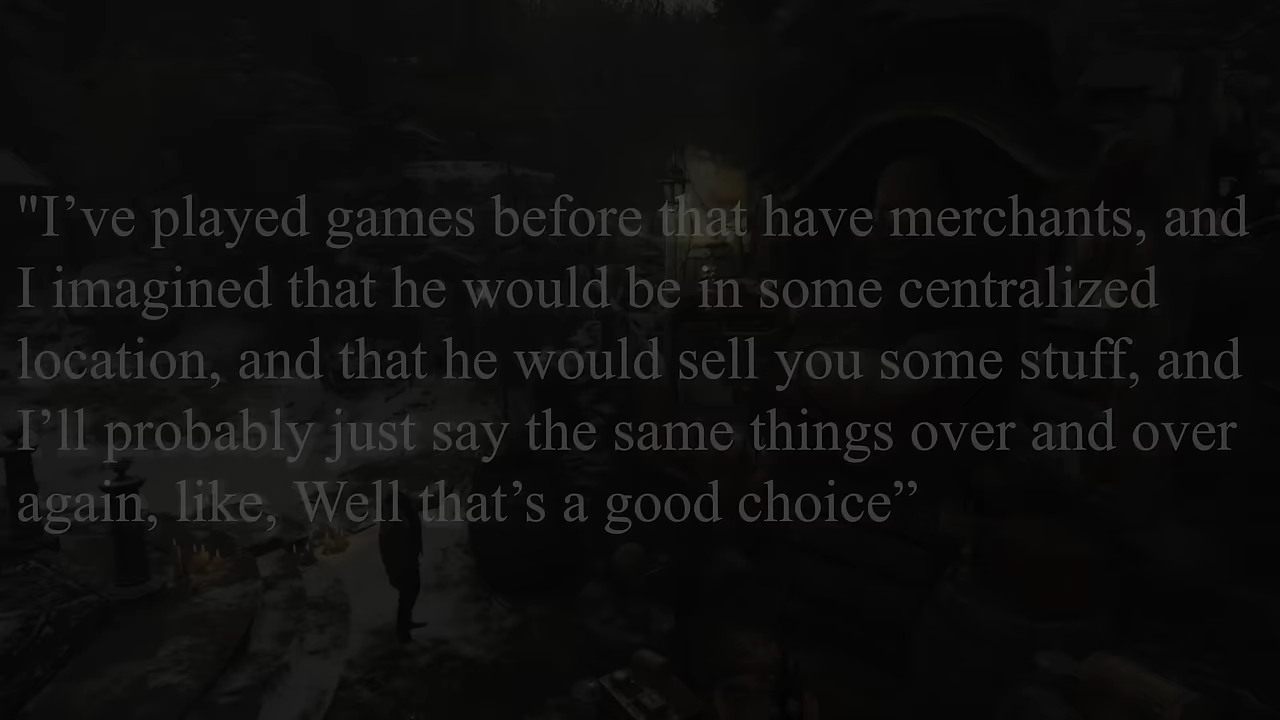 "I’ve played games before that have merchants, and
I imagined that he would be in some centralized
location, and that he would sell you some stuff, and
I’ll probably just say the same things over and over
again, like, Well that’s a good choice”